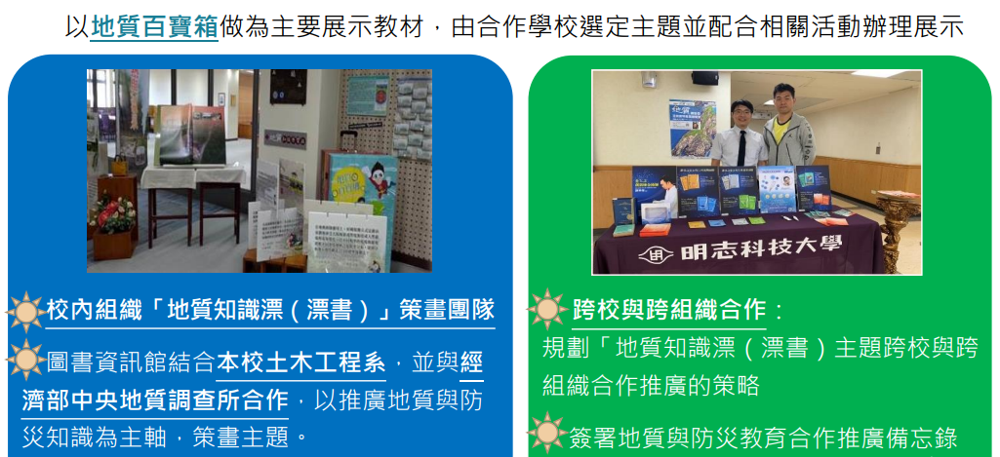 以地質百寶箱做為主要展示教材，由合作學校選定主題並配合相關活動辦理展示
明志科技大學
校內組織「地質知識漂（漂書）」策畫團隊
圖書資訊館結合本校土木工程系，並與經
濟部中央地質調查所合作，以推廣地質與防
災知識為主軸，策畫主題。
跨校與跨組織合作：
規劃「地質知識漂（漂書）主題跨校與跨
組織合作推廣的策略
簽署地質與防災教育合作推廣備忘錄